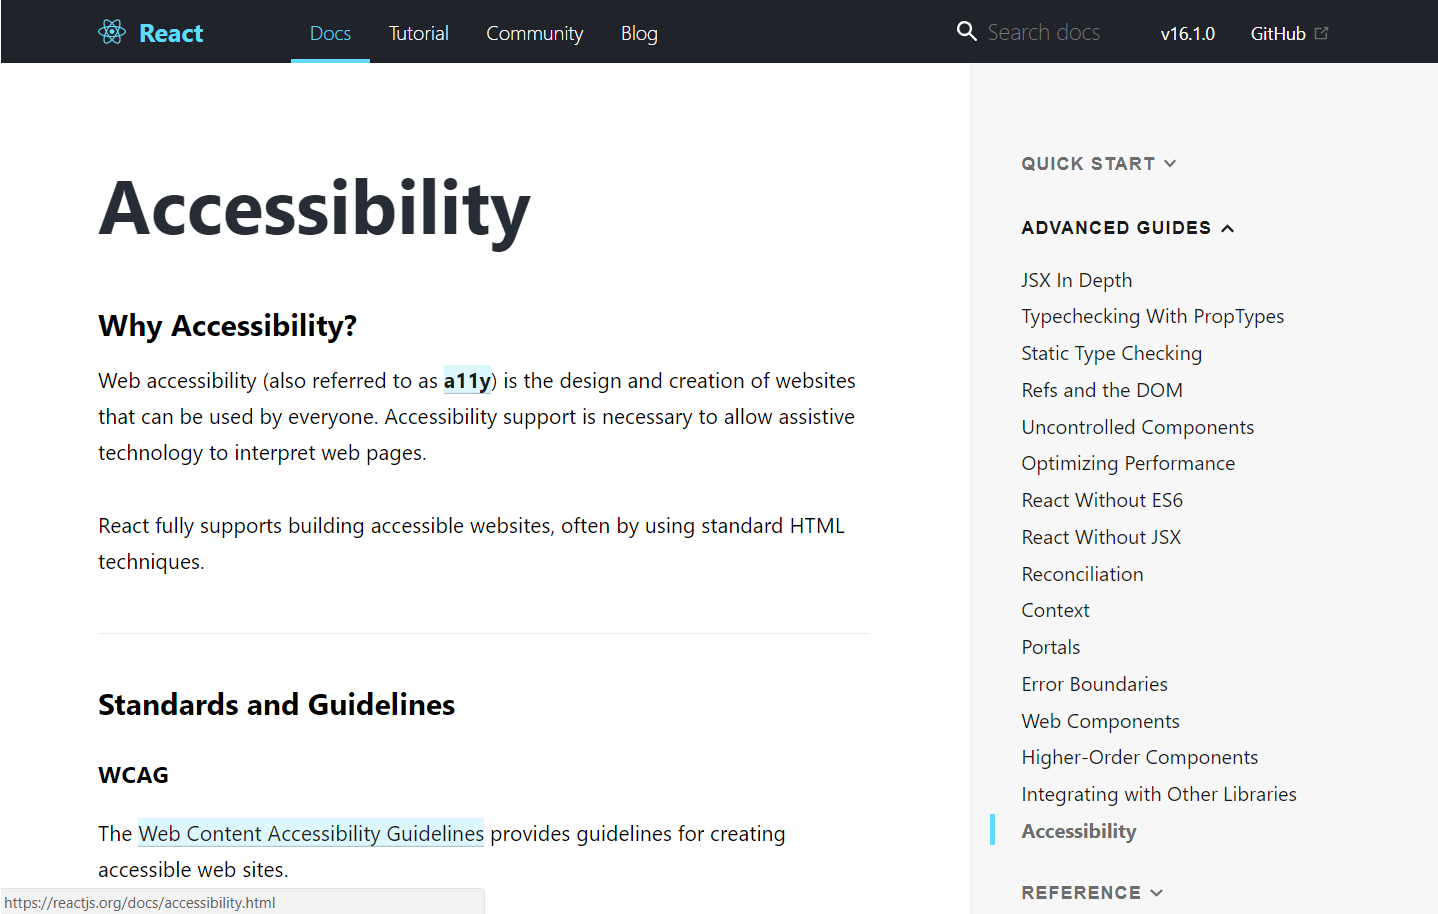 React
Docs
Tutorial
Community
Blog
Search docs
v16.1.0
GitHub
Accessibility
Why Accessibility?
Web accessibility (also referred to as a11y) is the design and creation of websites
that can be used by everyone. Accessibility support is necessary to allow assistive
technology to interpret web pages.
React fully supports building accessible websites, often by using standard HTML
techniques.
Standards and Guidelines
WCAG
The Web Content Accessibility Guidelines provides guidelines for creating
accessible web sites.
https://reactjs.org/docs/accessibility.html
QUICK START
ADVANCED GUIDES
JSX In Depth
Typechecking With PropTypes
Static Type Checking
Refs and the DOM
Uncontrolled Components
Optimizing Performance
React Without ES6
React Without JSX
Reconciliation
Context
Portals
Error Boundaries
Web Components
Higher-Order Components
Integrating with Other Libraries
Accessibility
REFERENCE